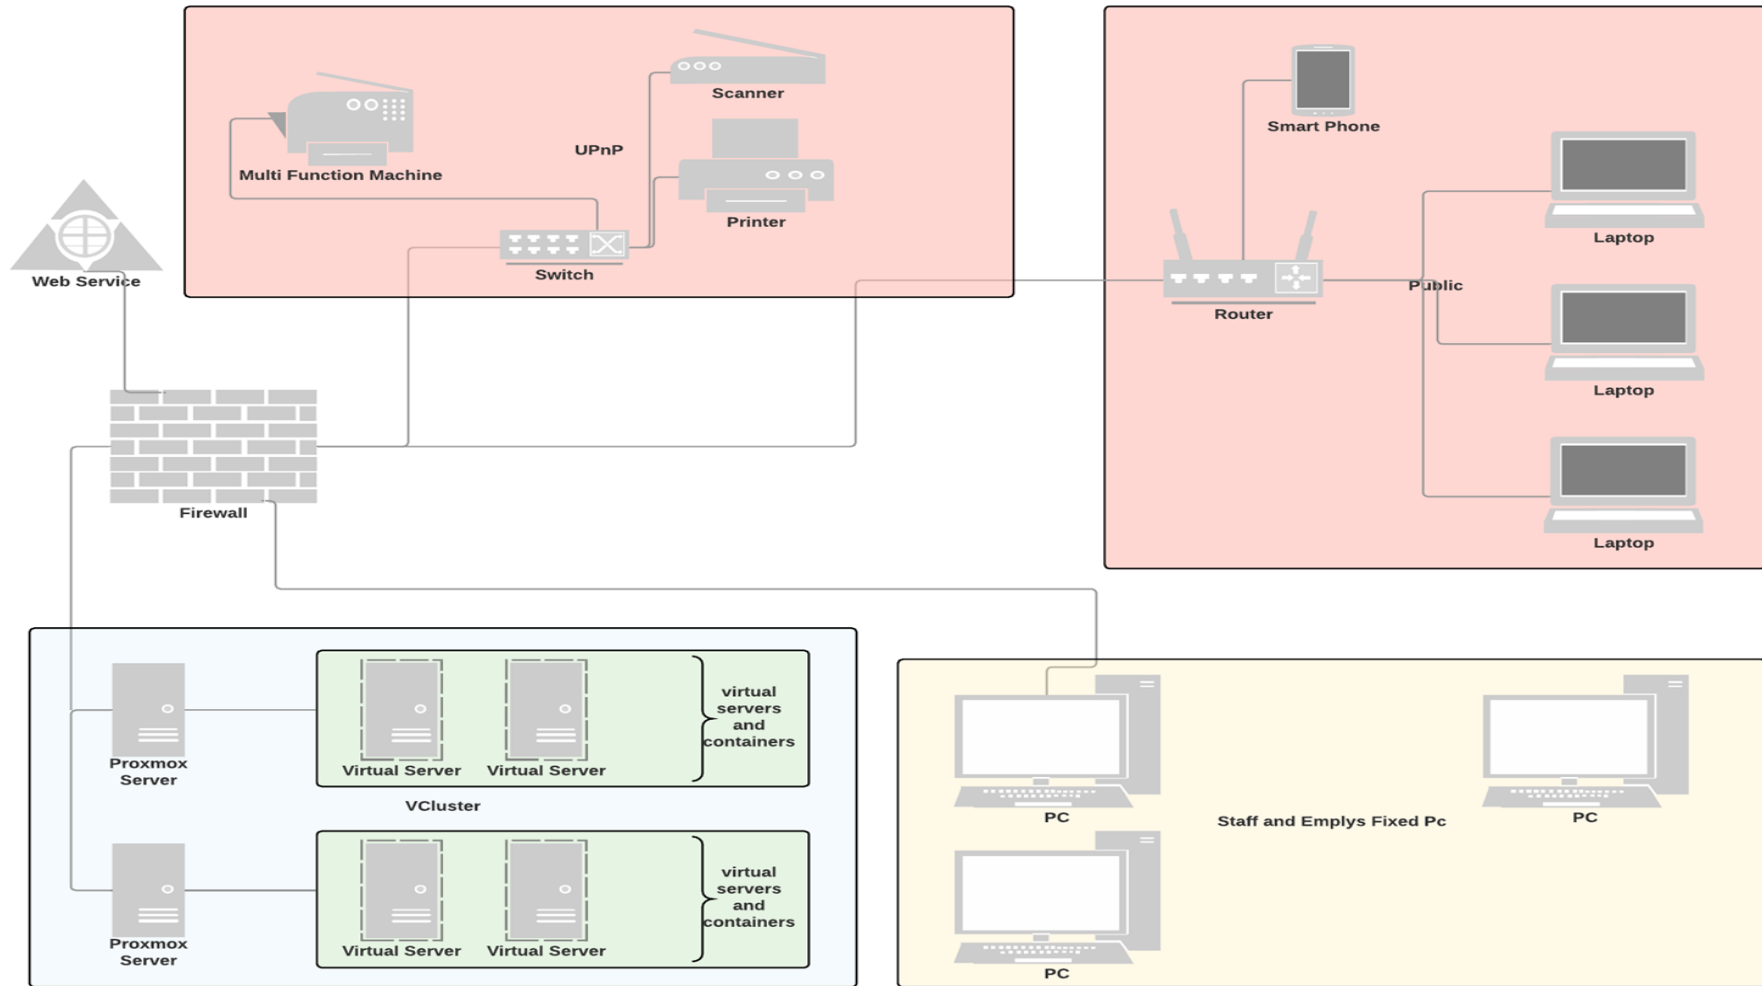 Scanner
Smart Phone
UPnP
Multi Function Machine
Printer
Laptop
Switch
Web Service
Public
Router
Laptop
Firewall
Laptop
virtual
servers
and
containers
Proxmox
Server
Virtual Server
Virtual Server
VCluster
PC
PC
Staff and Emplys Fixed Pc
virtual
servers
and
containers
Proxmox
Server
Virtual Server
Virtual Server
PC